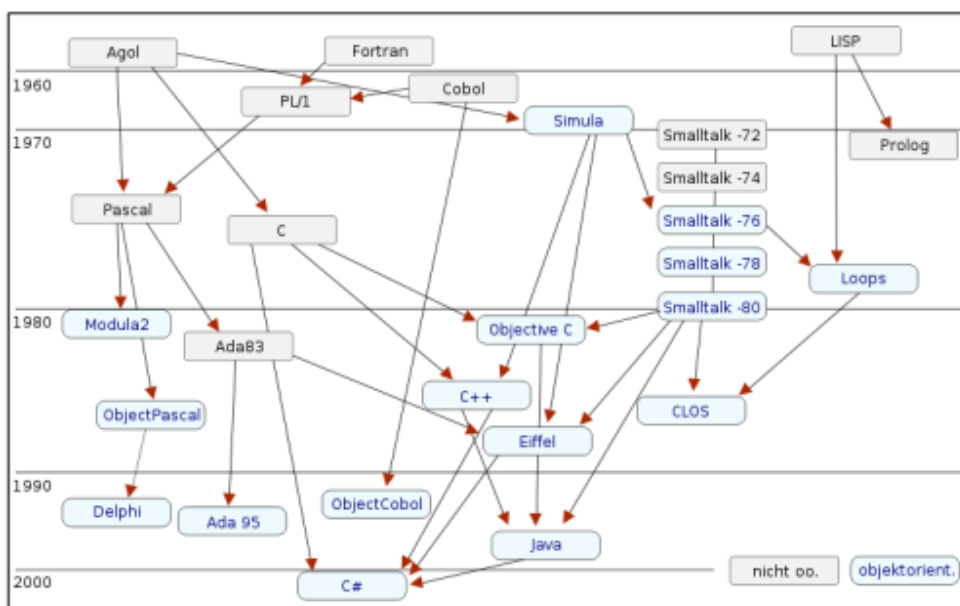 Agol
Fortran
LISP
1960
Cobol
PL/1
Simula
1970
Smalltalk -72
Prolog
Smalltalk -74
Pascal
Smalltalk -76
C
Smalltalk -78
Loops
Smalltalk -80
1980
Modula2
Objective C
Ada83
C++
CLOS
ObjectPascal
Eiffel
1990
ObjectCobol
Delphi
Ada 95
Java
nicht oo.
objektorient.
2000
C#